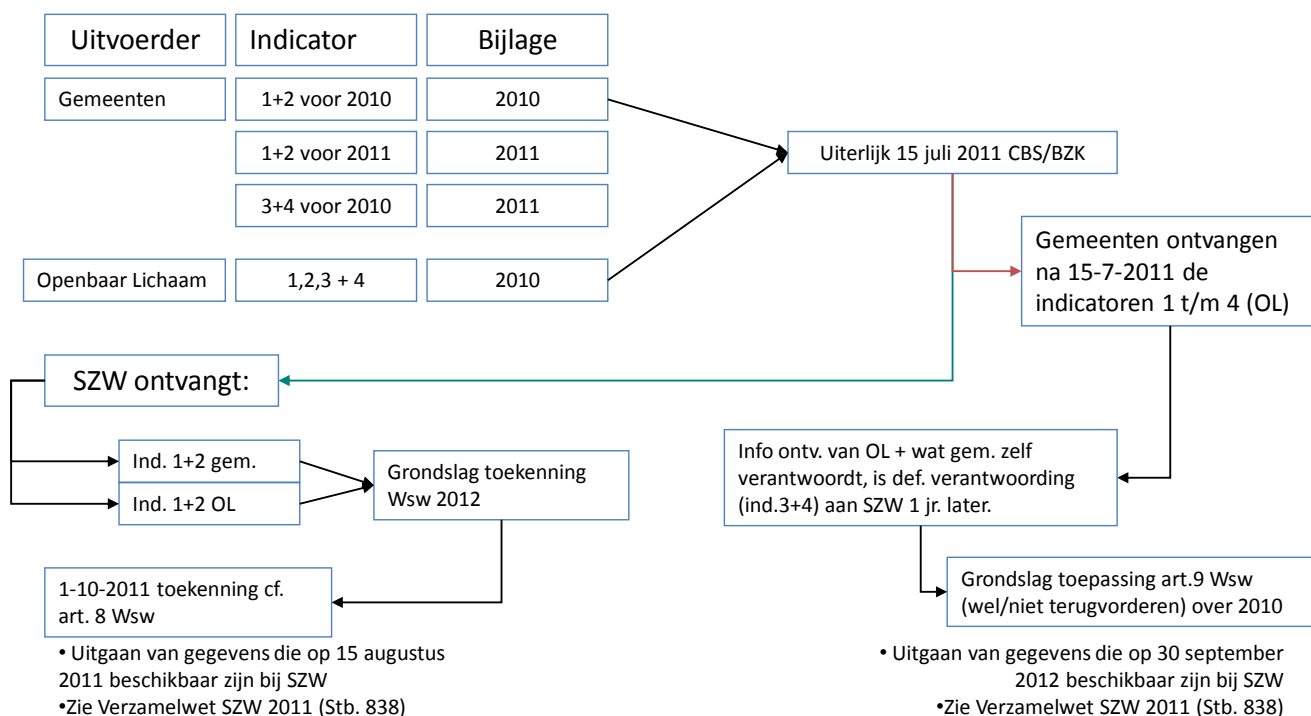 Uitvoerder Indicator Bijlage
Gemeenten 1+2 voor 2010 2010
1+2 voor 2011 2011
3+4 voor 2010 2011
Openbaar Lichaam 1,2,3 + 4 2010
Uiterlijk 15 juli 2011 CBS/BZK
Gemeenten ontvangen
na 15-7-2011 de
indicatoren 1 t/m 4 (OL)
SZW ontvangt:
Ind. 1+2 gem.
Ind. 1+2 OL
Grondslag toekenning
Wsw 2012
1-10-2011 toekenning cf.
art. 8 Wsw
• Uitgaan van gegevens die op 15 augustus
2011 beschikbaar zijn bij SZW
•Zie Verzamelwet SZW 2011 (Stb. 838)
Info ontv. van OL + wat gem. zelf
verantwoordt, is def. verantwoording
(ind.3+4) aan SZW 1 jr. later.
Grondslag toepassing art.9 Wsw
(wel/niet terugvorderen) over 2010
• Uitgaan van gegevens die op 30 september
2012 beschikbaar zijn bij SZW
•Zie Verzamelwet SZW 2011 (Stb. 838)